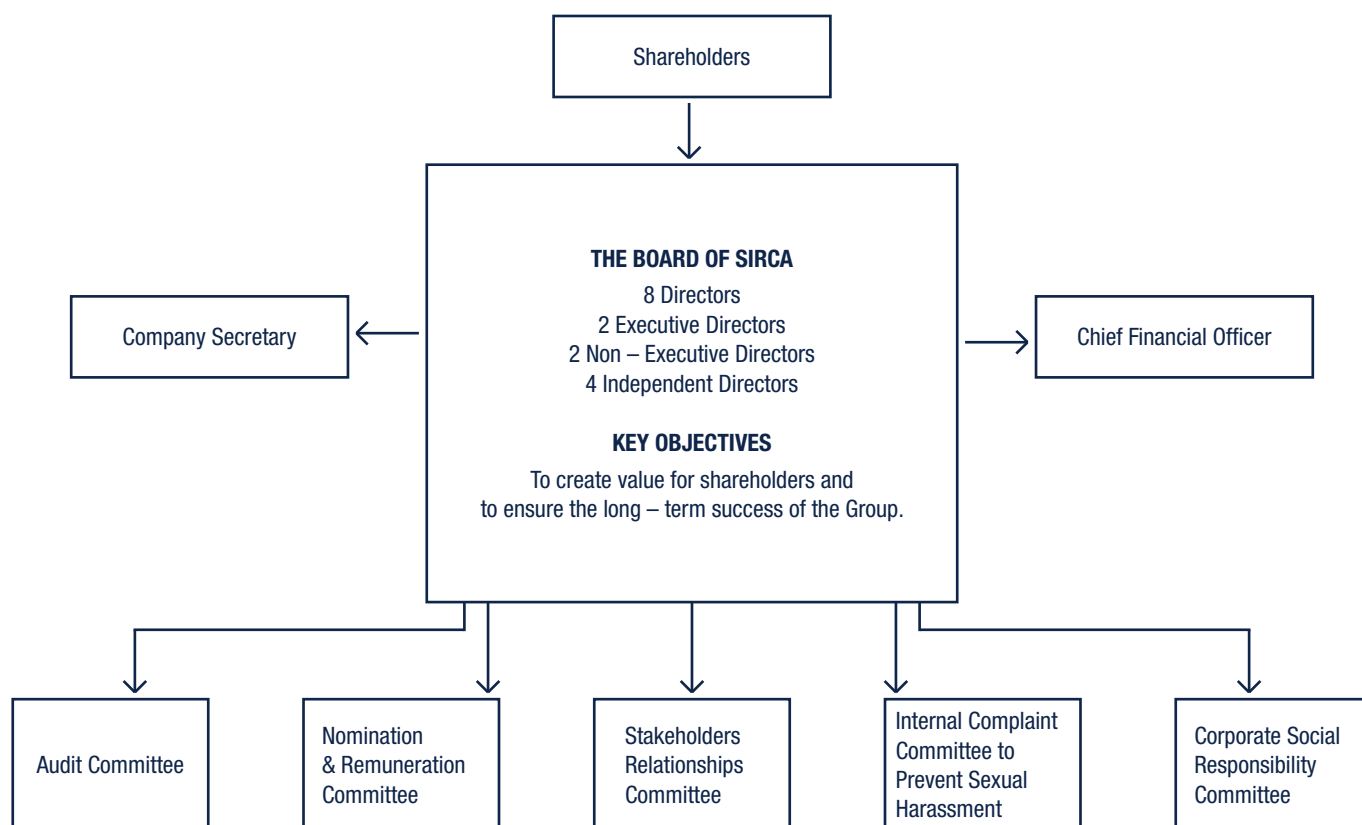 Shareholders
THE BOARD OF SIRCA
8 Directors
2 Executive Directors
2 Non – Executive Directors
4 Independent Directors
KEY OBJECTIVES
To create value for shareholders and
to ensure the long – term success of the Group.
Company Secretary
Chief Financial Officer
Audit Committee
Nomination
& Remuneration
Committee
Stakeholders
Relationships
Committee
Internal Complaint
Committee to
Prevent Sexual
Harassment
Corporate Social
Responsibility
Committee